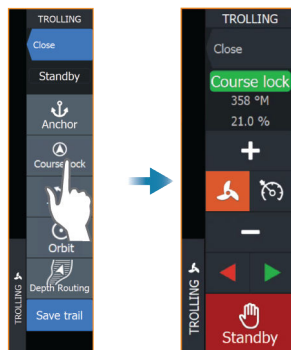 TROLLING
Close
Standby
Anchor
Course lock
Orbit
Depth Routing
Save trail
TROLLING
TROLLING
Close
Course lock
358 °M
21.0 %
+
−
Standby
TROLLING